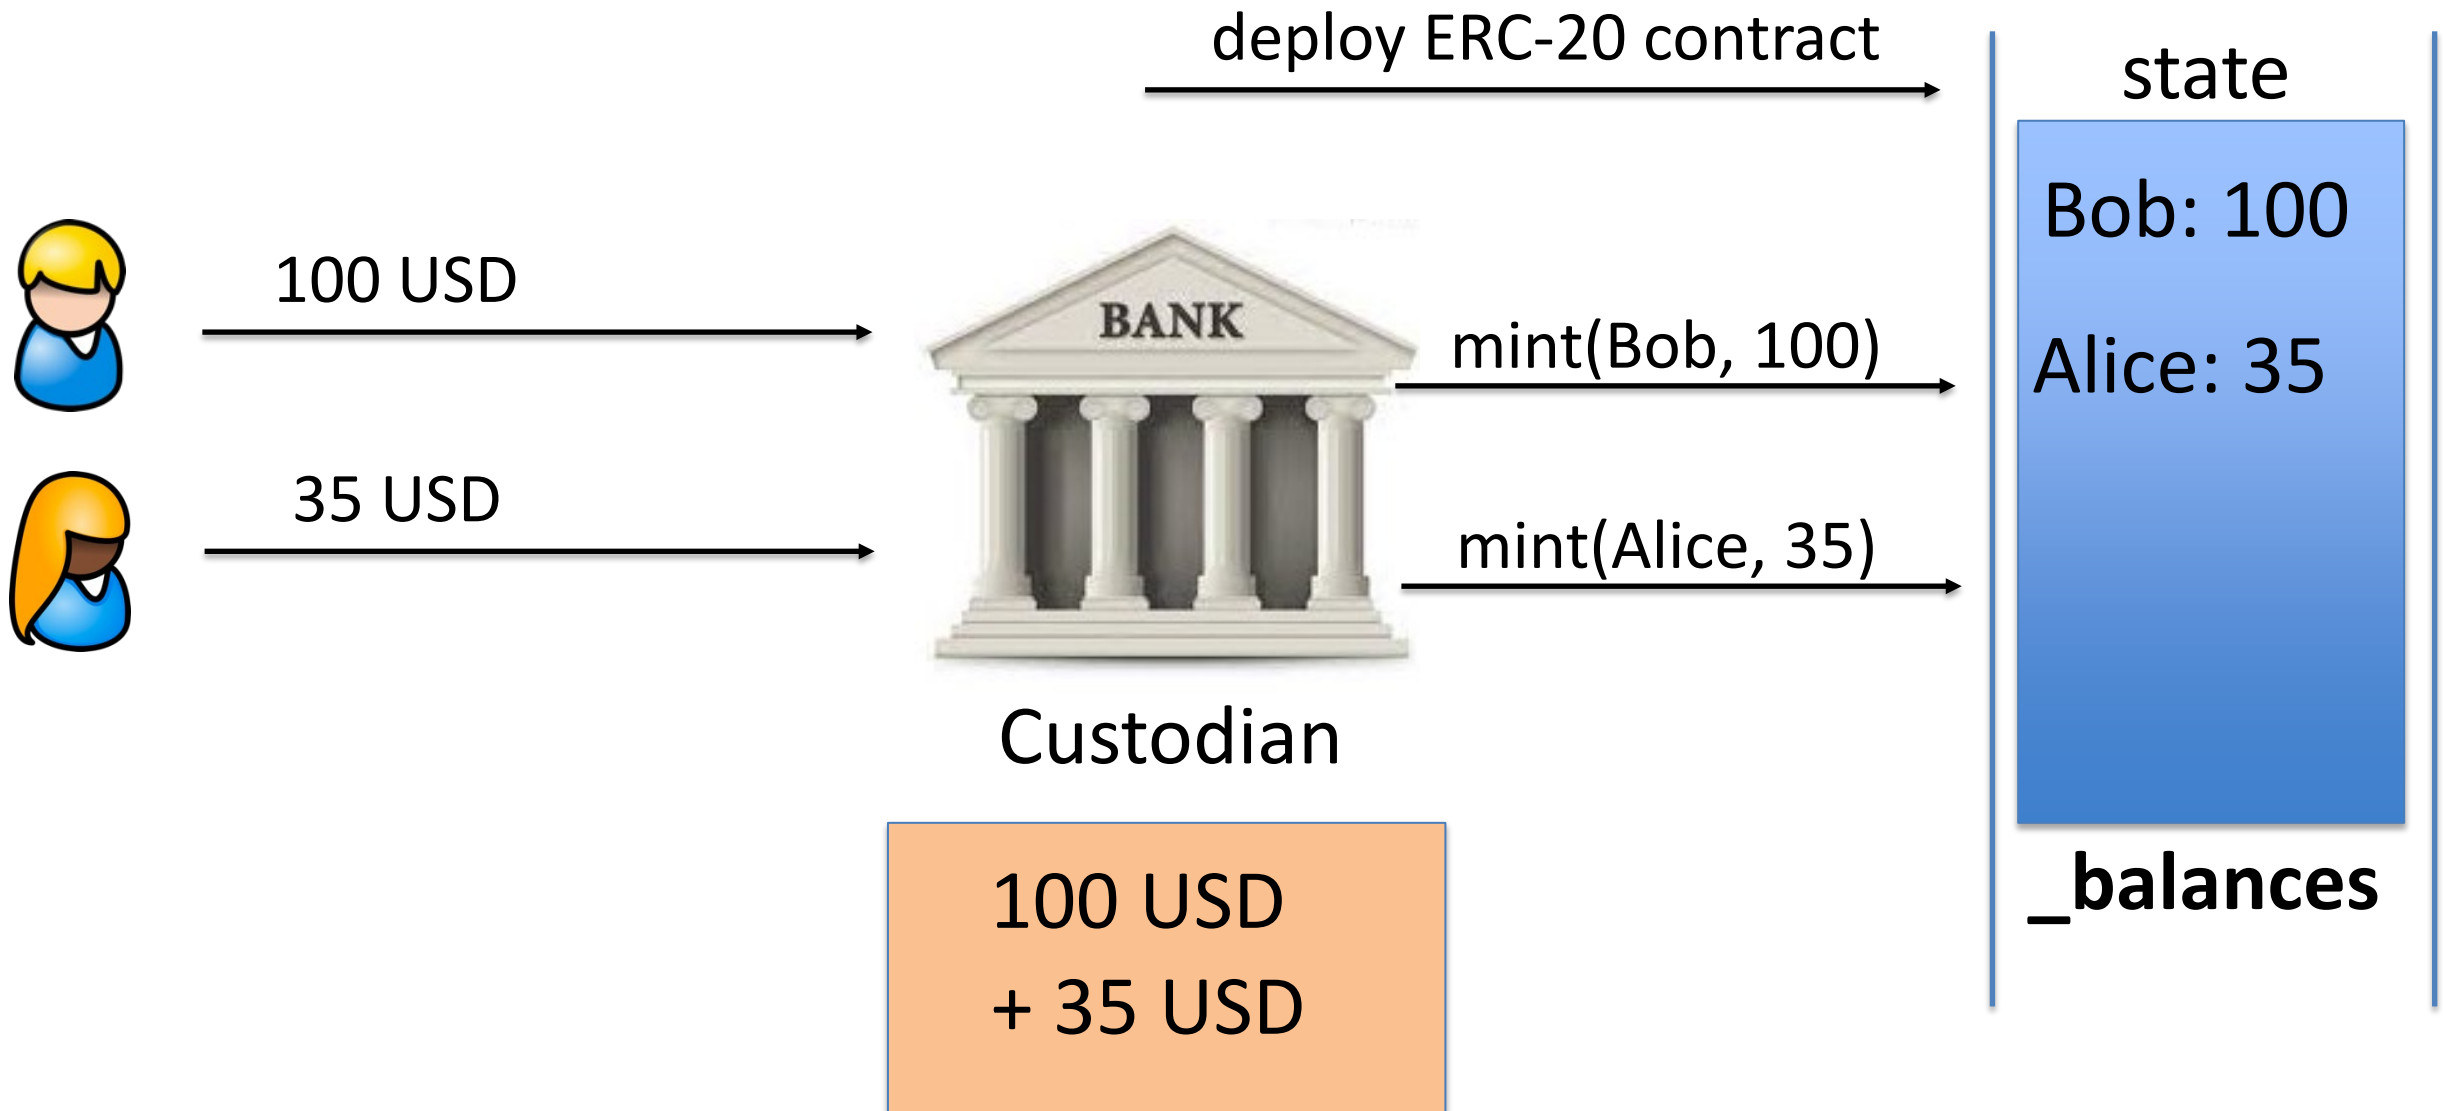 deploy ERC-20 contract
state
Bob: 100
100 USD
BANK
mint(Bob, 100)
Alice: 35
35 USD
mint(Alice, 35)
Custodian
_balances
100 USD
+ 35 USD